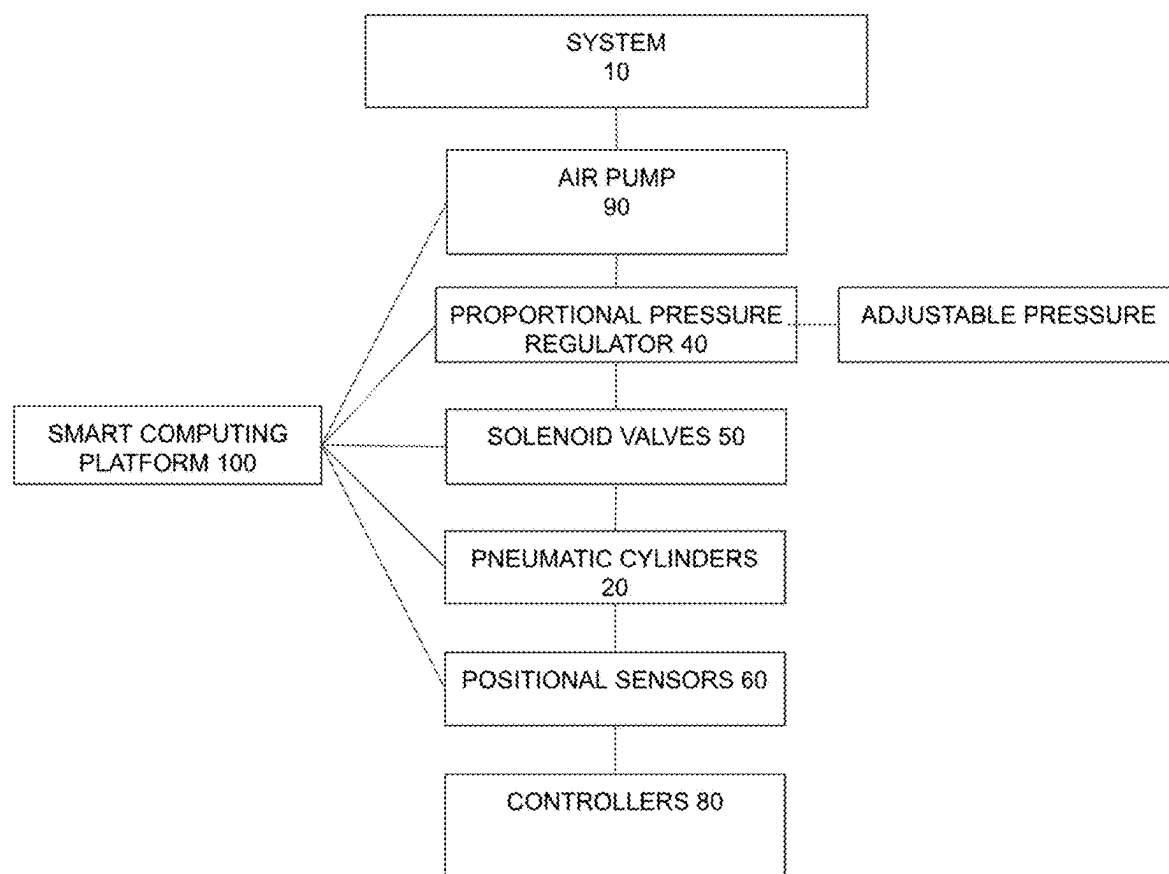 SYSTEM
10
AIR PUMP
90
PROPORTIONAL PRESSURE
REGULATOR 40
ADJUSTABLE PRESSURE
SMART COMPUTING
PLATFORM 100
SOLENOID VALVES 50
PNEUMATIC CYLINDERS
20
POSITIONAL SENSORS 60
CONTROLLERS 80